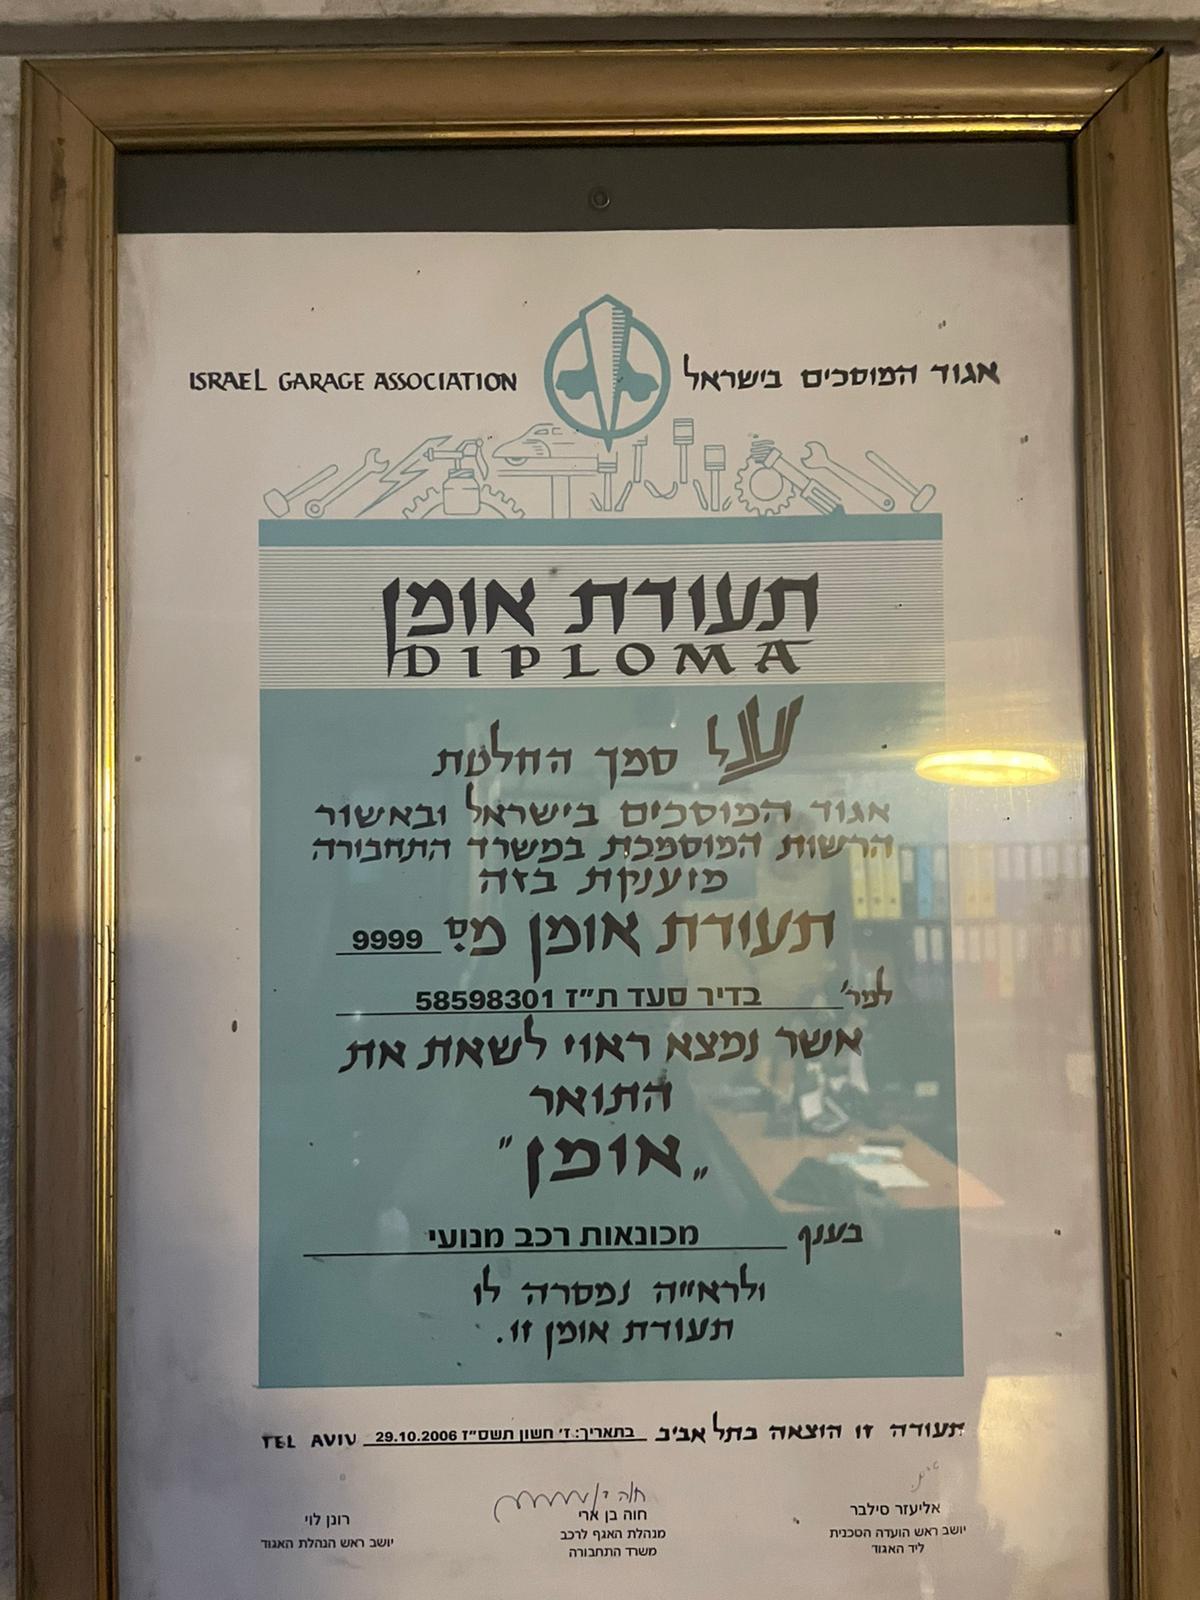 ISRAEL GARAGE ASSOCIATION
אגוד המוסכים בישראל
תעודת אומן
DIPLOMA
על סמך החלטת
אגוד המוסכים בישראל ובאשור
הרשות המוסמכת במשרד התחבורה
מוענקת בזה
תעודת אומן מס 9999
למר' בדיר סעד ת"ז 58598301
אשר נמצא ראוי לשאת את
התואר
"אומן"
בענף מכונאות רכב מנועי
ולראייה נמסרה לו
תעודת אומן זו.
תעודה זו הוצאה בתל אביב בתאריך: ז' חשון תשס"ז 29.10.2006 TEL AVIV
אליעזר סילבר
יושב ראש הועדה הטכנית
ליד האגוד
חוה בן ארי
מנהלת האגף לרכב
משרד התחבורה
רונן לוי
יושב ראש הנהלת האגוד